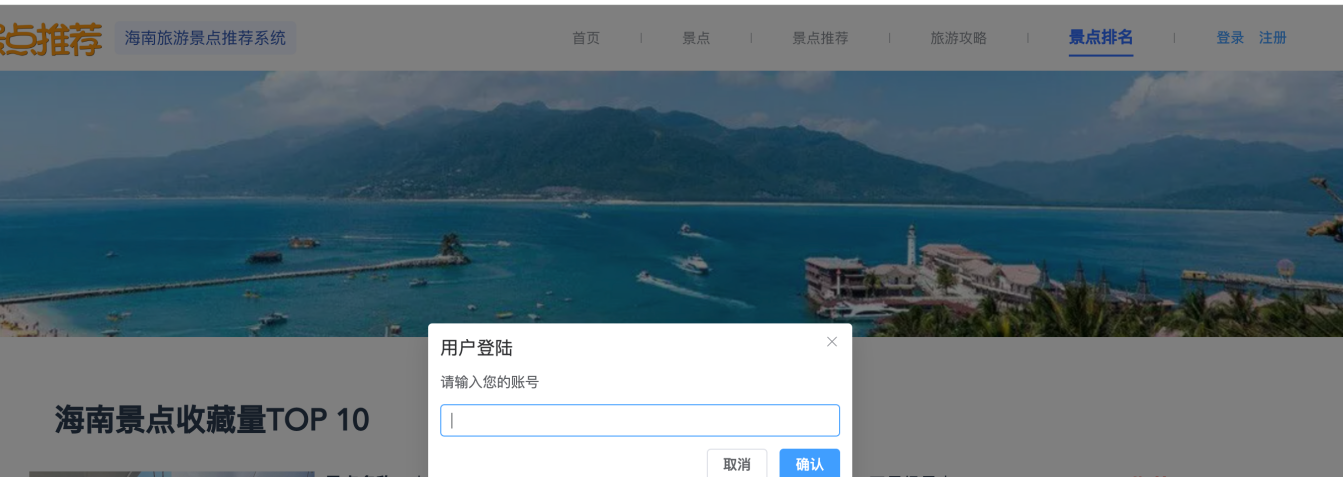 点推荐 海南旅游景点推荐系统 首页 景点 景点推荐 旅游攻略 景点排名 登录 注册
用户登陆
请输入您的账号
海南景点收藏量TOP 10
取消 确认